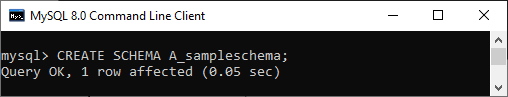 MySQL 8.0 Command Line Client
mysql> CREATE SCHEMA A_sampleschema;
Query OK, 1 row affected (0.05 sec)